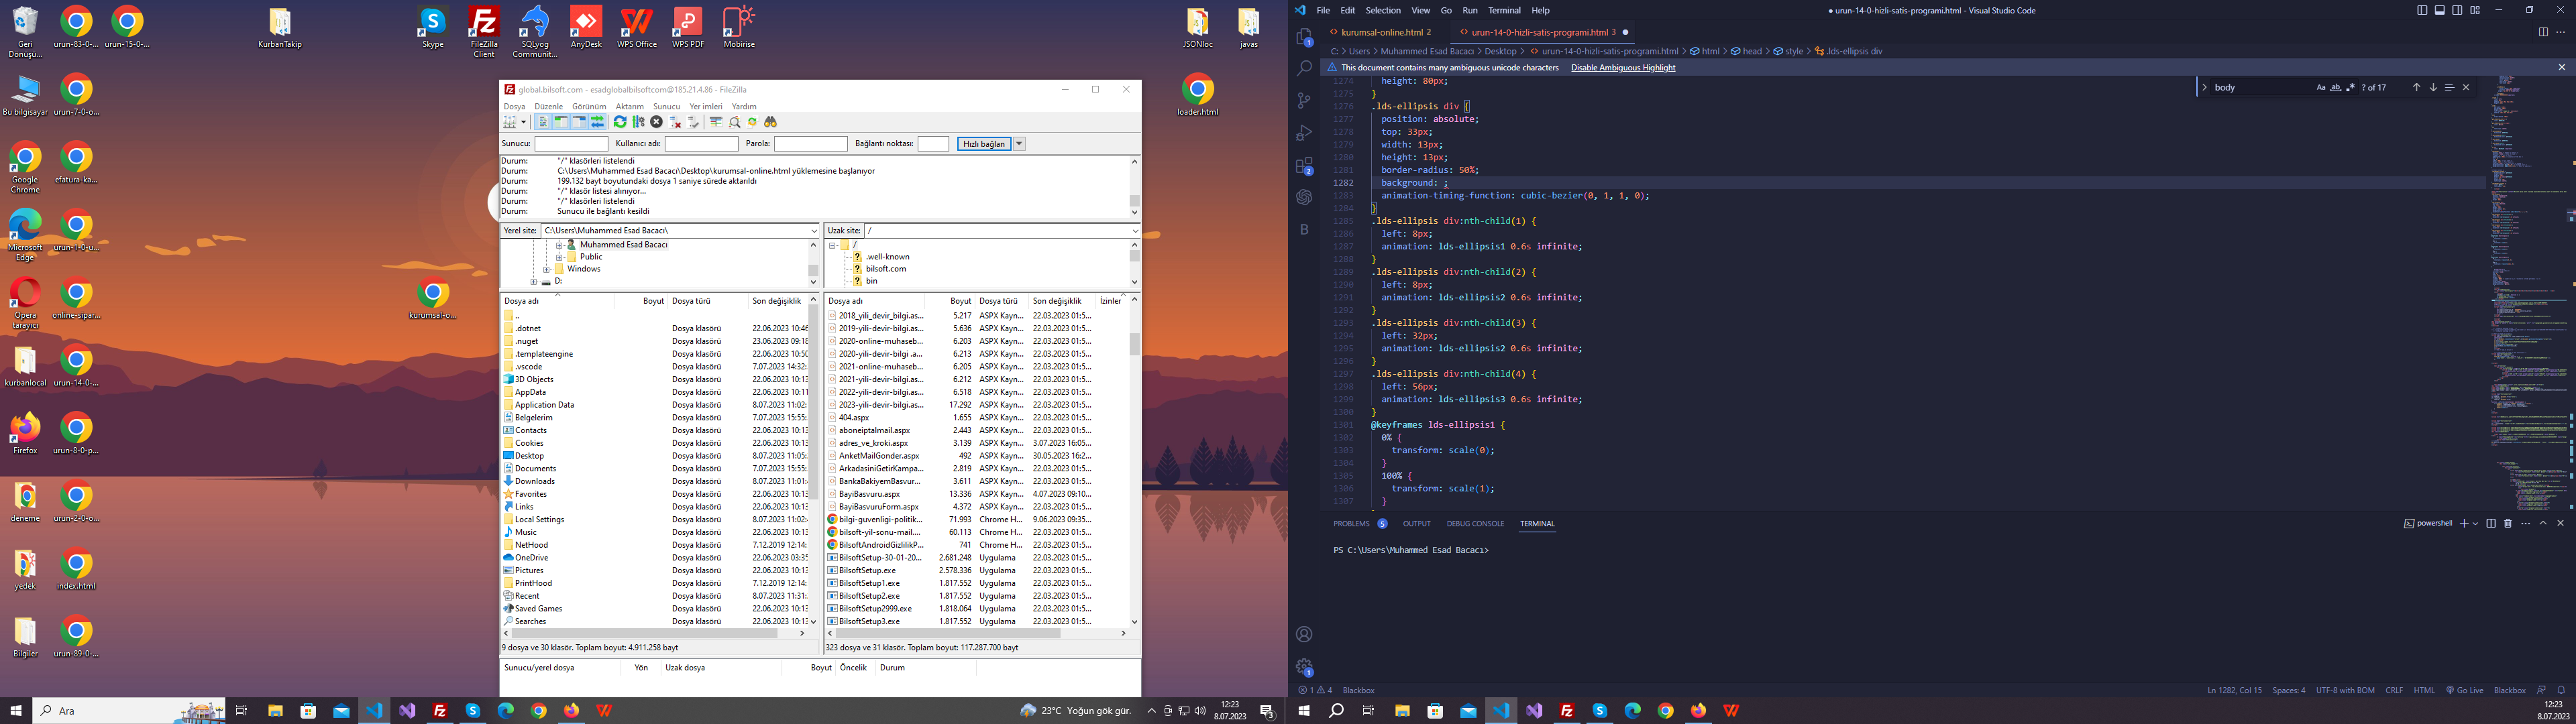 Geri Dönüşü...
urun-83-0-...
urun-15-0-...
KurbanTakip
Skype
FileZilla Client
SQLyog Communit...
AnyDesk
WPS Office
WPS PDF
Mobirise
JSONloc
javas
Bu bilgisayar
urun-7-0-o...
loader.html
Google Chrome
efatura-ka...
Microsoft Edge
urun-1-0-u...
Opera tarayıcı
online-sipar...
kurumsal-o...
kurbanlocal
urun-14-0-...
Firefox
urun-8-0-p...
deneme
urun-2-0-o...
yedek
index.html
Bilgiler
urun-89-0-...
global.bilsoft.com - esadglobalbilsoftcom@185.21.4.86 - FileZilla
Dosya Düzenle Görünüm Aktarım Sunucu Yer imleri Yardım
Sunucu: Kullanıcı adı: Parola: Bağlantı noktası: Hızlı bağlan
Durum: "/" klasörleri listelendi
Durum: C:\Users\Muhammed Esad Bacacı\Desktop\kurumsal-online.html yüklemesine başlanıyor
Durum: 199.132 bayt boyutundaki dosya 1 saniye sürede aktarıldı
Durum: "/" klasör listesi alınıyor...
Durum: "/" klasörleri listelendi
Durum: Sunucu ile bağlantı kesildi
Yerel site: C:\Users\Muhammed Esad Bacacı\
Muhammed Esad Bacacı
Public
Windows
D:
Uzak site: /
/
.well-known
bilsoft.com
bin
Dosya adı Boyut Dosya türü Son değişiklik
..
.dotnet Dosya klasörü 22.06.2023 10:46
.nuget Dosya klasörü 23.06.2023 09:18
.templateengine Dosya klasörü 22.06.2023 10:50
.vscode Dosya klasörü 7.07.2023 14:32:
3D Objects Dosya klasörü 22.06.2023 10:13
AppData Dosya klasörü 22.06.2023 10:11
Application Data Dosya klasörü 8.07.2023 11:02:
Belgelerim Dosya klasörü 7.07.2023 15:55:
Contacts Dosya klasörü 22.06.2023 10:13
Cookies Dosya klasörü 22.06.2023 10:13
Desktop Dosya klasörü 8.07.2023 11:05:
Documents Dosya klasörü 7.07.2023 15:55:
Downloads Dosya klasörü 8.07.2023 11:01:
Favorites Dosya klasörü 22.06.2023 10:13
Links Dosya klasörü 22.06.2023 10:13
Local Settings Dosya klasörü 8.07.2023 11:02:
Music Dosya klasörü 22.06.2023 10:13
NetHood Dosya klasörü 7.12.2019 12:14:
OneDrive Dosya klasörü 22.06.2023 03:35
Pictures Dosya klasörü 22.06.2023 10:13
PrintHood Dosya klasörü 7.12.2019 12:14:
Recent Dosya klasörü 8.07.2023 11:31:
Saved Games Dosya klasörü 22.06.2023 10:13
Searches Dosya klasörü 22.06.2023 10:13
9 dosya ve 30 klasör. Toplam boyut: 4.911.258 bayt
Dosya adı Boyut Dosya türü Son değişiklik İzinler
2018_yili_devir_bilgi.as... 5.217 ASPX Kayn... 22.03.2023 01:5...
2019-yili-devir-bilgi.as... 5.636 ASPX Kayn... 22.03.2023 01:5...
2020-online-muhaseb... 6.203 ASPX Kayn... 22.03.2023 01:5...
2020-yili-devir-bilgi .a... 6.213 ASPX Kayn... 22.03.2023 01:5...
2021-online-muhaseb... 6.205 ASPX Kayn... 22.03.2023 01:5...
2021-yili-devir-bilgi.as... 6.212 ASPX Kayn... 22.03.2023 01:5...
2022-yili-devir-bilgi.as... 6.518 ASPX Kayn... 22.03.2023 01:5...
2023-yili-devir-bilgi.as... 17.292 ASPX Kayn... 22.03.2023 01:5...
404.aspx 1.655 ASPX Kayn... 22.03.2023 01:5...
aboneiptalmail.aspx 2.443 ASPX Kayn... 22.03.2023 01:5...
adres_ve_kroki.aspx 3.139 ASPX Kayn... 3.07.2023 16:05...
AnketMailGonder.aspx 492 ASPX Kayn... 30.05.2023 16:2...
ArkadasiniGetirKampa... 2.819 ASPX Kayn... 22.03.2023 01:5...
BankaBakiyemBasvur... 3.611 ASPX Kayn... 22.03.2023 01:5...
BayiBasvuru.aspx 13.336 ASPX Kayn... 4.07.2023 09:10...
BayiBasvuruForm.aspx 4.372 ASPX Kayn... 22.03.2023 01:5...
bilgi-guvenligi-politik... 71.993 Chrome H... 9.06.2023 09:35...
bilsoft-yil-sonu-mail.... 60.113 Chrome H... 22.03.2023 01:5...
BilsoftAndroidGizlilikP... 741 Chrome H... 22.03.2023 01:5...
BilsoftSetup-30-01-20... 2.681.248 Uygulama 22.03.2023 01:5...
BilsoftSetup.exe 2.578.336 Uygulama 22.03.2023 01:5...
BilsoftSetup1.exe 1.817.552 Uygulama 22.03.2023 01:5...
BilsoftSetup2.exe 1.817.552 Uygulama 22.03.2023 01:5...
BilsoftSetup2999.exe 1.818.064 Uygulama 22.03.2023 01:5...
BilsoftSetup3.exe 1.817.552 Uygulama 22.03.2023 01:5...
323 dosya ve 31 klasör. Toplam boyut: 117.287.700 bayt
Sunucu/yerel dosya Yön Uzak dosya Boyut Öncelik Durum
Ara
23°C Yoğun gök gür.
12:23
8.07.2023
3
File Edit Selection View Go Run Terminal Help
● urun-14-0-hizli-satis-programi.html - Visual Studio Code
kurumsal-online.html 2
urun-14-0-hizli-satis-programi.html 3
C: > Users > Muhammed Esad Bacacı > Desktop > urun-14-0-hizli-satis-programi.html > html > head > style > .lds-ellipsis div
This document contains many ambiguous unicode characters Disable Ambiguous Highlight
body Aa ab ? of 17
1274 height: 80px;
1275 }
1276 .lds-ellipsis div {
1277 position: absolute;
1278 top: 33px;
1279 width: 13px;
1280 height: 13px;
1281 border-radius: 50%;
1282 background: ;
1283 animation-timing-function: cubic-bezier(0, 1, 1, 0);
1284 }
1285 .lds-ellipsis div:nth-child(1) {
1286 left: 8px;
1287 animation: lds-ellipsis1 0.6s infinite;
1288 }
1289 .lds-ellipsis div:nth-child(2) {
1290 left: 8px;
1291 animation: lds-ellipsis2 0.6s infinite;
1292 }
1293 .lds-ellipsis div:nth-child(3) {
1294 left: 32px;
1295 animation: lds-ellipsis2 0.6s infinite;
1296 }
1297 .lds-ellipsis div:nth-child(4) {
1298 left: 56px;
1299 animation: lds-ellipsis3 0.6s infinite;
1300 }
1301 @keyframes lds-ellipsis1 {
1302 0% {
1303 transform: scale(0);
1304 }
1305 100% {
1306 transform: scale(1);
1307 }
PROBLEMS 5 OUTPUT DEBUG CONSOLE TERMINAL
powershell
PS C:\Users\Muhammed Esad Bacacı>
1 4 Blackbox
Ln 1282, Col 15 Spaces: 4 UTF-8 with BOM CRLF HTML Go Live Blackbox
12:23
8.07.2023